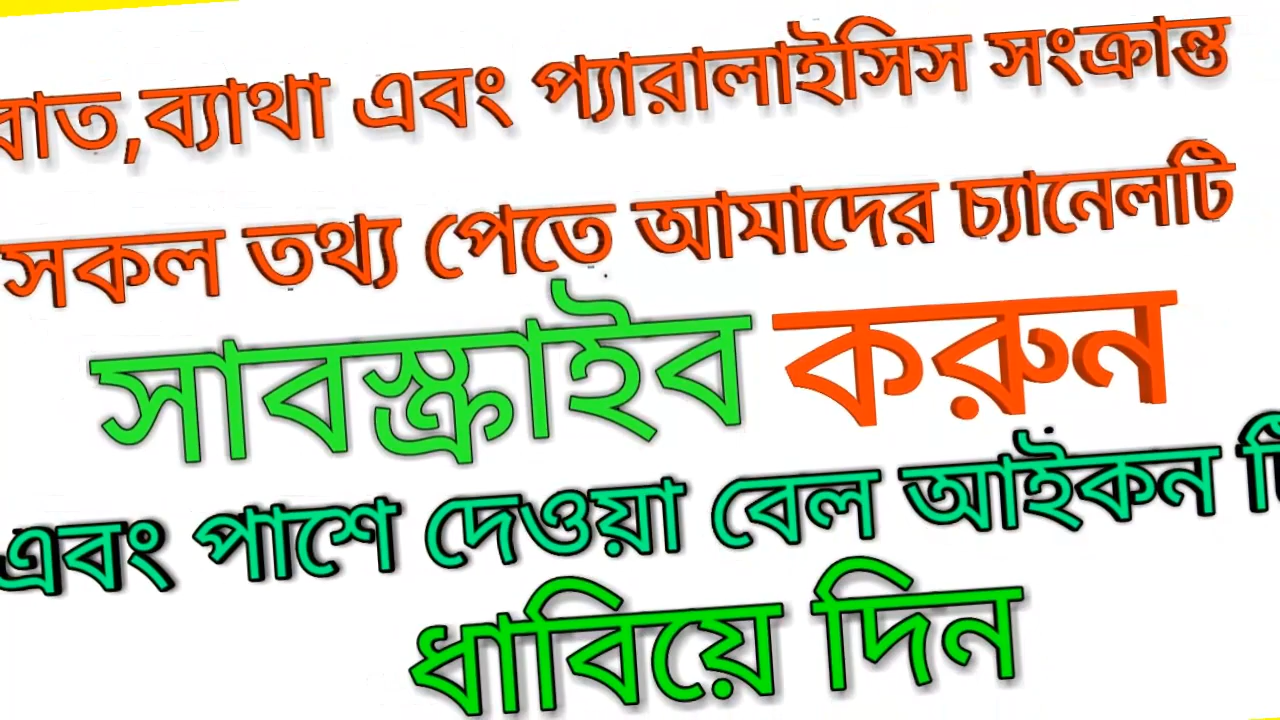 বাত,ব্যাথা এবং প্যারালাইসিস সংক্রান্ত
সকল তথ্য পেতে আমাদের চ্যানেলটি
সাবস্ক্রাইব করুন
এবং পাশে দেওয়া বেল আইকন টি
ধাবিয়ে দিন